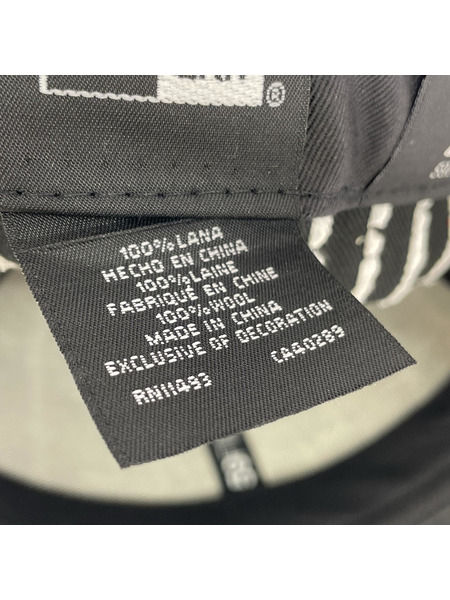 ®
100% LANA
HECHO EN CHINA
100% LAINE
FABRIQUÉ EN CHINE
100% WOOL
MADE IN CHINA
EXCLUSIVE OF DECORATION
RN11493 CA40289